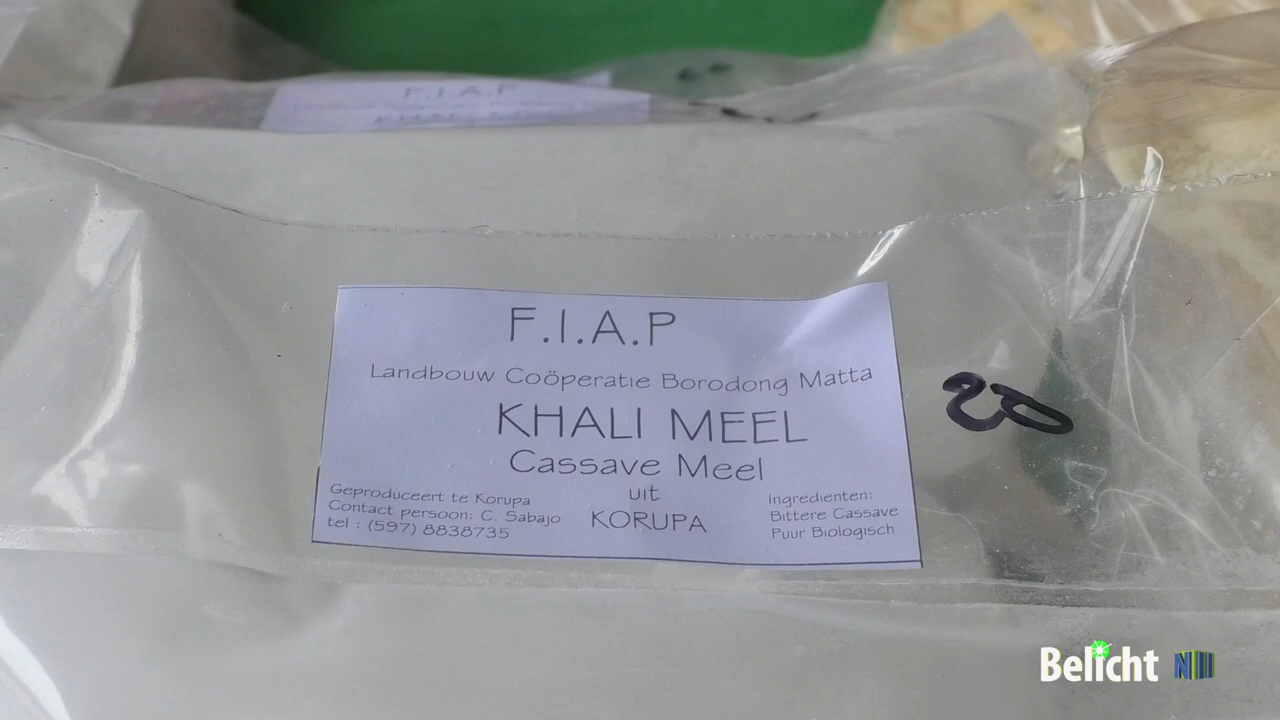 F.I.A.P
F.I.A.P
Landbouw Coöperatie Borodong Matta
KHALI MEEL
Cassave Meel
uit
KORUPA
Geproduceert te Korupa
Contact persoon: C. Sabajo
tel : (597) 8838735
Ingredienten:
Bittere Cassave
Puur Biologisch
20
Belicht